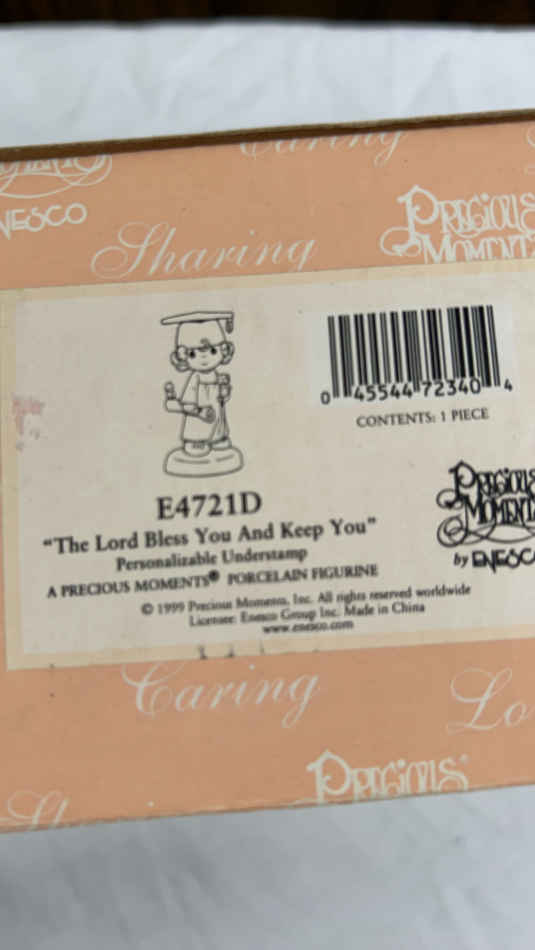 Caring
ENESCO
Sharing
PRECIOUS
MOMENTS
0 45544 72340 4
CONTENTS: 1 PIECE
E4721D
“The Lord Bless You And Keep You”
Personalizable Understamp
A PRECIOUS MOMENTS® PORCELAIN FIGURINE
© 1999 Precious Moments, Inc. All rights reserved worldwide
Licensee: Enesco Group Inc. Made in China
www.enesco.com
PRECIOUS
MOMENTS
by ENESCO
Caring
Lo
PRECIOUS